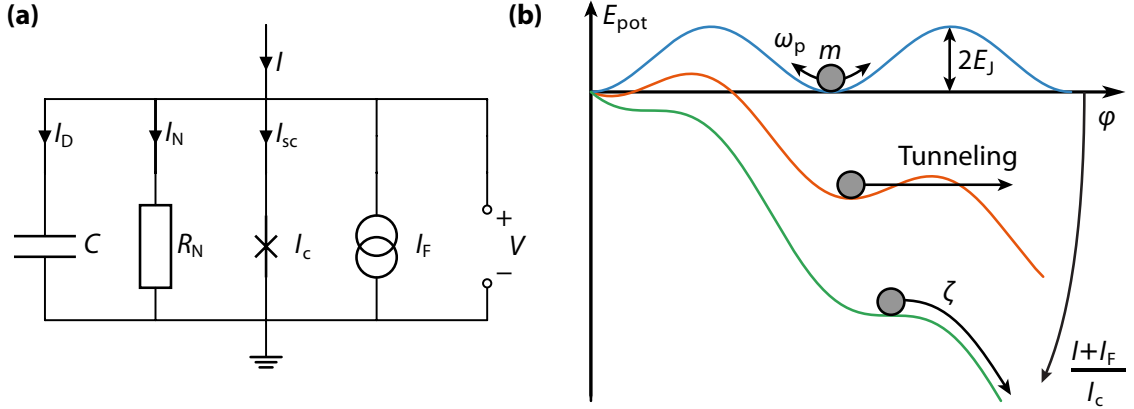 (a)
I
I_D
I_N
I_sc
C
R_N
I_c
I_F
+
V
−
(b)
E_pot
ω_p
m
2E_J
φ
Tunneling
ζ
I+I_F
I_c